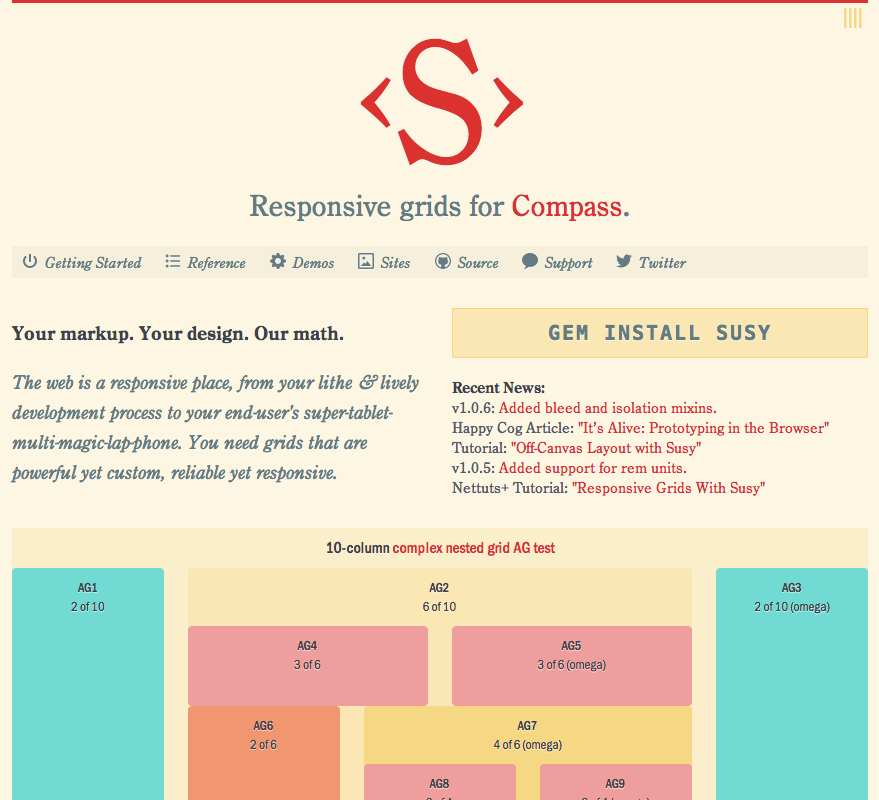 S
Responsive grids for Compass.
Getting Started Reference Demos Sites Source Support Twitter
Your markup. Your design. Our math.
The web is a responsive place, from your lithe & lively
development process to your end-user's super-tablet-
multi-magic-lap-phone. You need grids that are
powerful yet custom, reliable yet responsive.
GEM INSTALL SUSY
Recent News:
v1.0.6: Added bleed and isolation mixins.
Happy Cog Article: "It's Alive: Prototyping in the Browser"
Tutorial: "Off-Canvas Layout with Susy"
v1.0.5: Added support for rem units.
Nettuts+ Tutorial: "Responsive Grids With Susy"
10-column complex nested grid AG test
AG1
2 of 10
AG2
6 of 10
AG3
2 of 10 (omega)
AG4
3 of 6
AG5
3 of 6 (omega)
AG6
2 of 6
AG7
4 of 6 (omega)
AG8
AG9